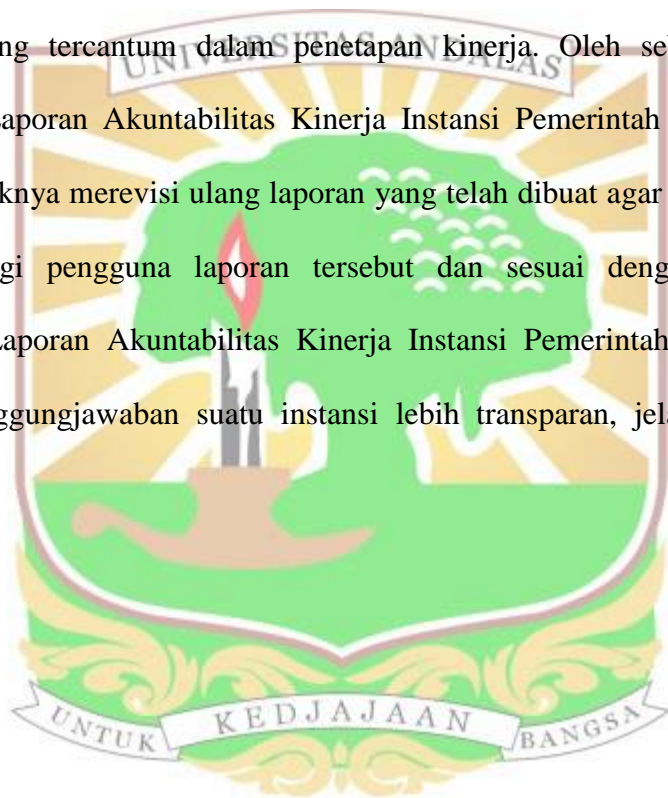 ng tercantum dalam penetapan kinerja. Oleh se
UNIVERSITAS ANDALAS
Laporan Akuntabilitas Kinerja Instansi Pemerintah
knya merevisi ulang laporan yang telah dibuat agar
gi pengguna laporan tersebut dan sesuai deng
Laporan Akuntabilitas Kinerja Instansi Pemerintah
ggungjawaban suatu instansi lebih transparan, jela
UNTUK KEDJAJAAN BANGSA